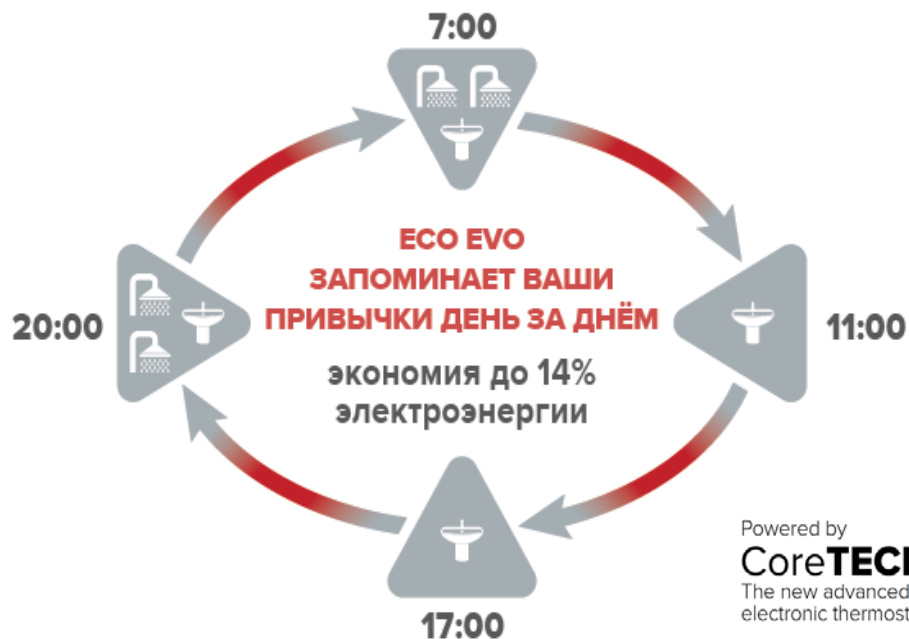 7:00
ECO EVO
ЗАПОМИНАЕТ ВАШИ
ПРИВЫЧКИ ДЕНЬ ЗА ДНЁМ
20:00
11:00
экономия до 14%
электроэнергии
Powered by
CoreTECH
The new advanced
electronic thermost
17:00